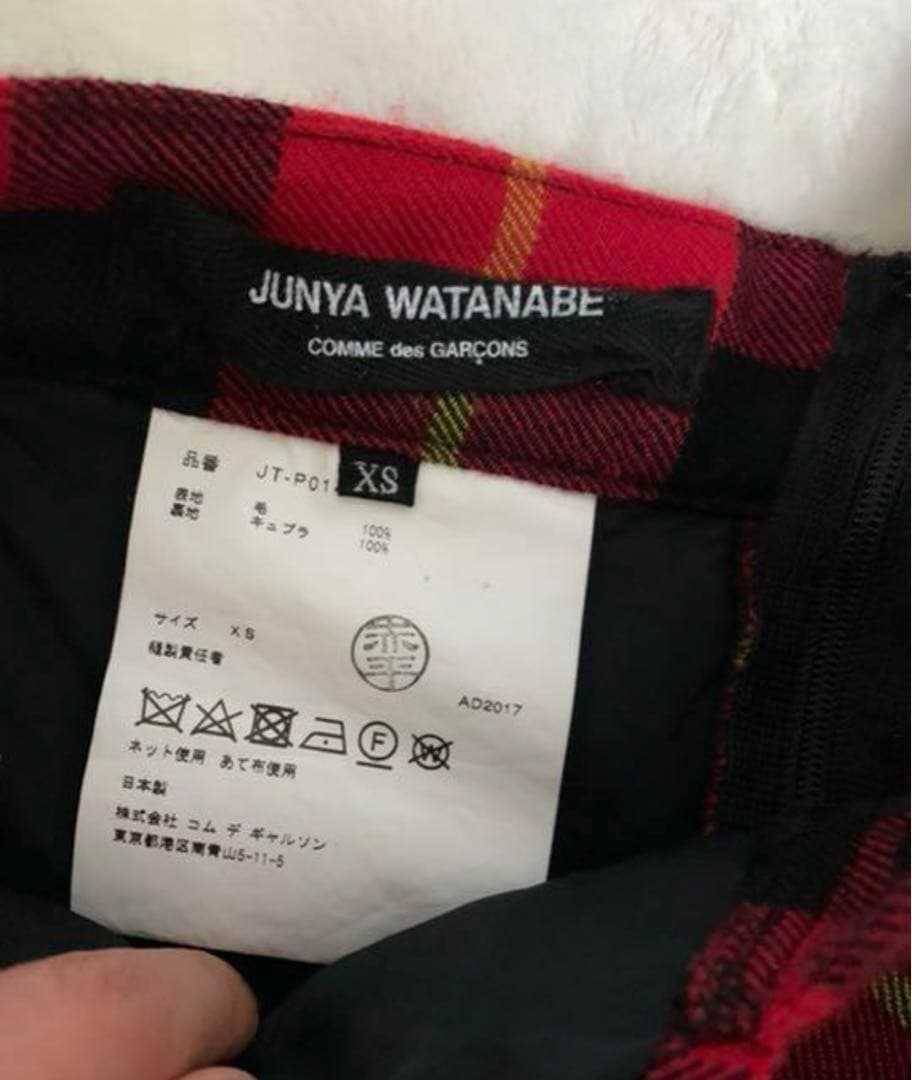 JUNYA WATANABE
COMME des GARÇONS
XS
品番 JT-P01
表地 毛 100%
裏地 キュプラ 100%
サイズ XS
縫製責任者
AD2017
F
W
ネット使用 あて布使用
日本製
株式会社 コム デ ギャルソン
東京都港区南青山5-11-5